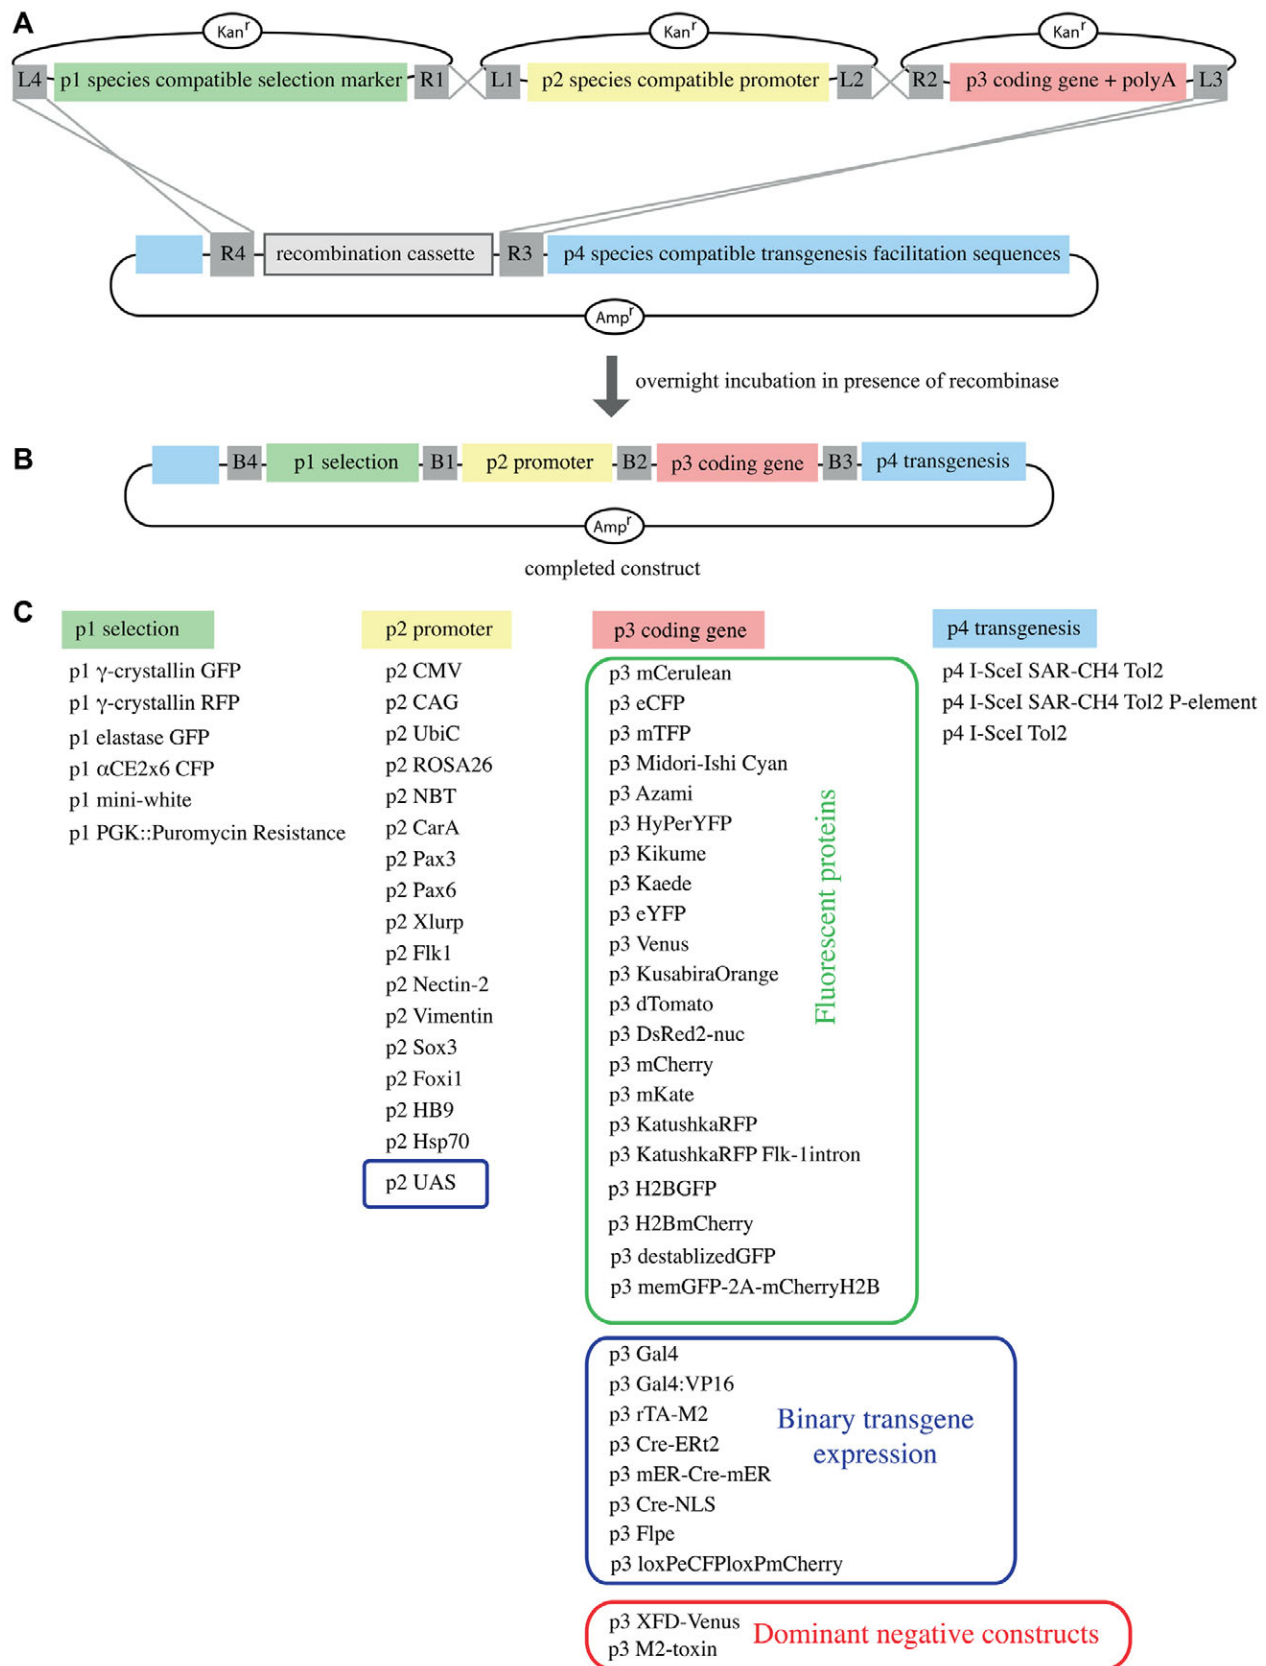 A
Kanʳ
Kanʳ
Kanʳ
L4 p1 species compatible selection marker R1 L1 p2 species compatible promoter L2 R2 p3 coding gene + polyA L3
R4 recombination cassette R3 p4 species compatible transgenesis facilitation sequences
Ampʳ
overnight incubation in presence of recombinase
B
B4 p1 selection B1 p2 promoter B2 p3 coding gene B3 p4 transgenesis
Ampʳ
completed construct
C
p1 selection
p1 γ-crystallin GFP
p1 γ-crystallin RFP
p1 elastase GFP
p1 αCE2x6 CFP
p1 mini-white
p1 PGK::Puromycin Resistance
p2 promoter
p2 CMV
p2 CAG
p2 UbiC
p2 ROSA26
p2 NBT
p2 CarA
p2 Pax3
p2 Pax6
p2 Xlurp
p2 Flk1
p2 Nectin-2
p2 Vimentin
p2 Sox3
p2 Foxi1
p2 HB9
p2 Hsp70
p2 UAS
p3 coding gene
p3 mCerulean
p3 eCFP
p3 mTFP
p3 Midori-Ishi Cyan
p3 Azami
p3 HyPerYFP
p3 Kikume
p3 Kaede
p3 eYFP
p3 Venus
p3 KusabiraOrange
p3 dTomato
p3 DsRed2-nuc
p3 mCherry
p3 mKate
p3 KatushkaRFP
p3 KatushkaRFP Flk-1intron
p3 H2BGFP
p3 H2BmCherry
p3 destablizedGFP
p3 memGFP-2A-mCherryH2B
Fluorescent proteins
p3 Gal4
p3 Gal4:VP16
p3 rTA-M2
p3 Cre-ERt2
p3 mER-Cre-mER
p3 Cre-NLS
p3 Flpe
p3 loxPeCFPloxPmCherry
Binary transgene
expression
p3 XFD-Venus
p3 M2-toxin
Dominant negative constructs
p4 transgenesis
p4 I-SceI SAR-CH4 Tol2
p4 I-SceI SAR-CH4 Tol2 P-element
p4 I-SceI Tol2